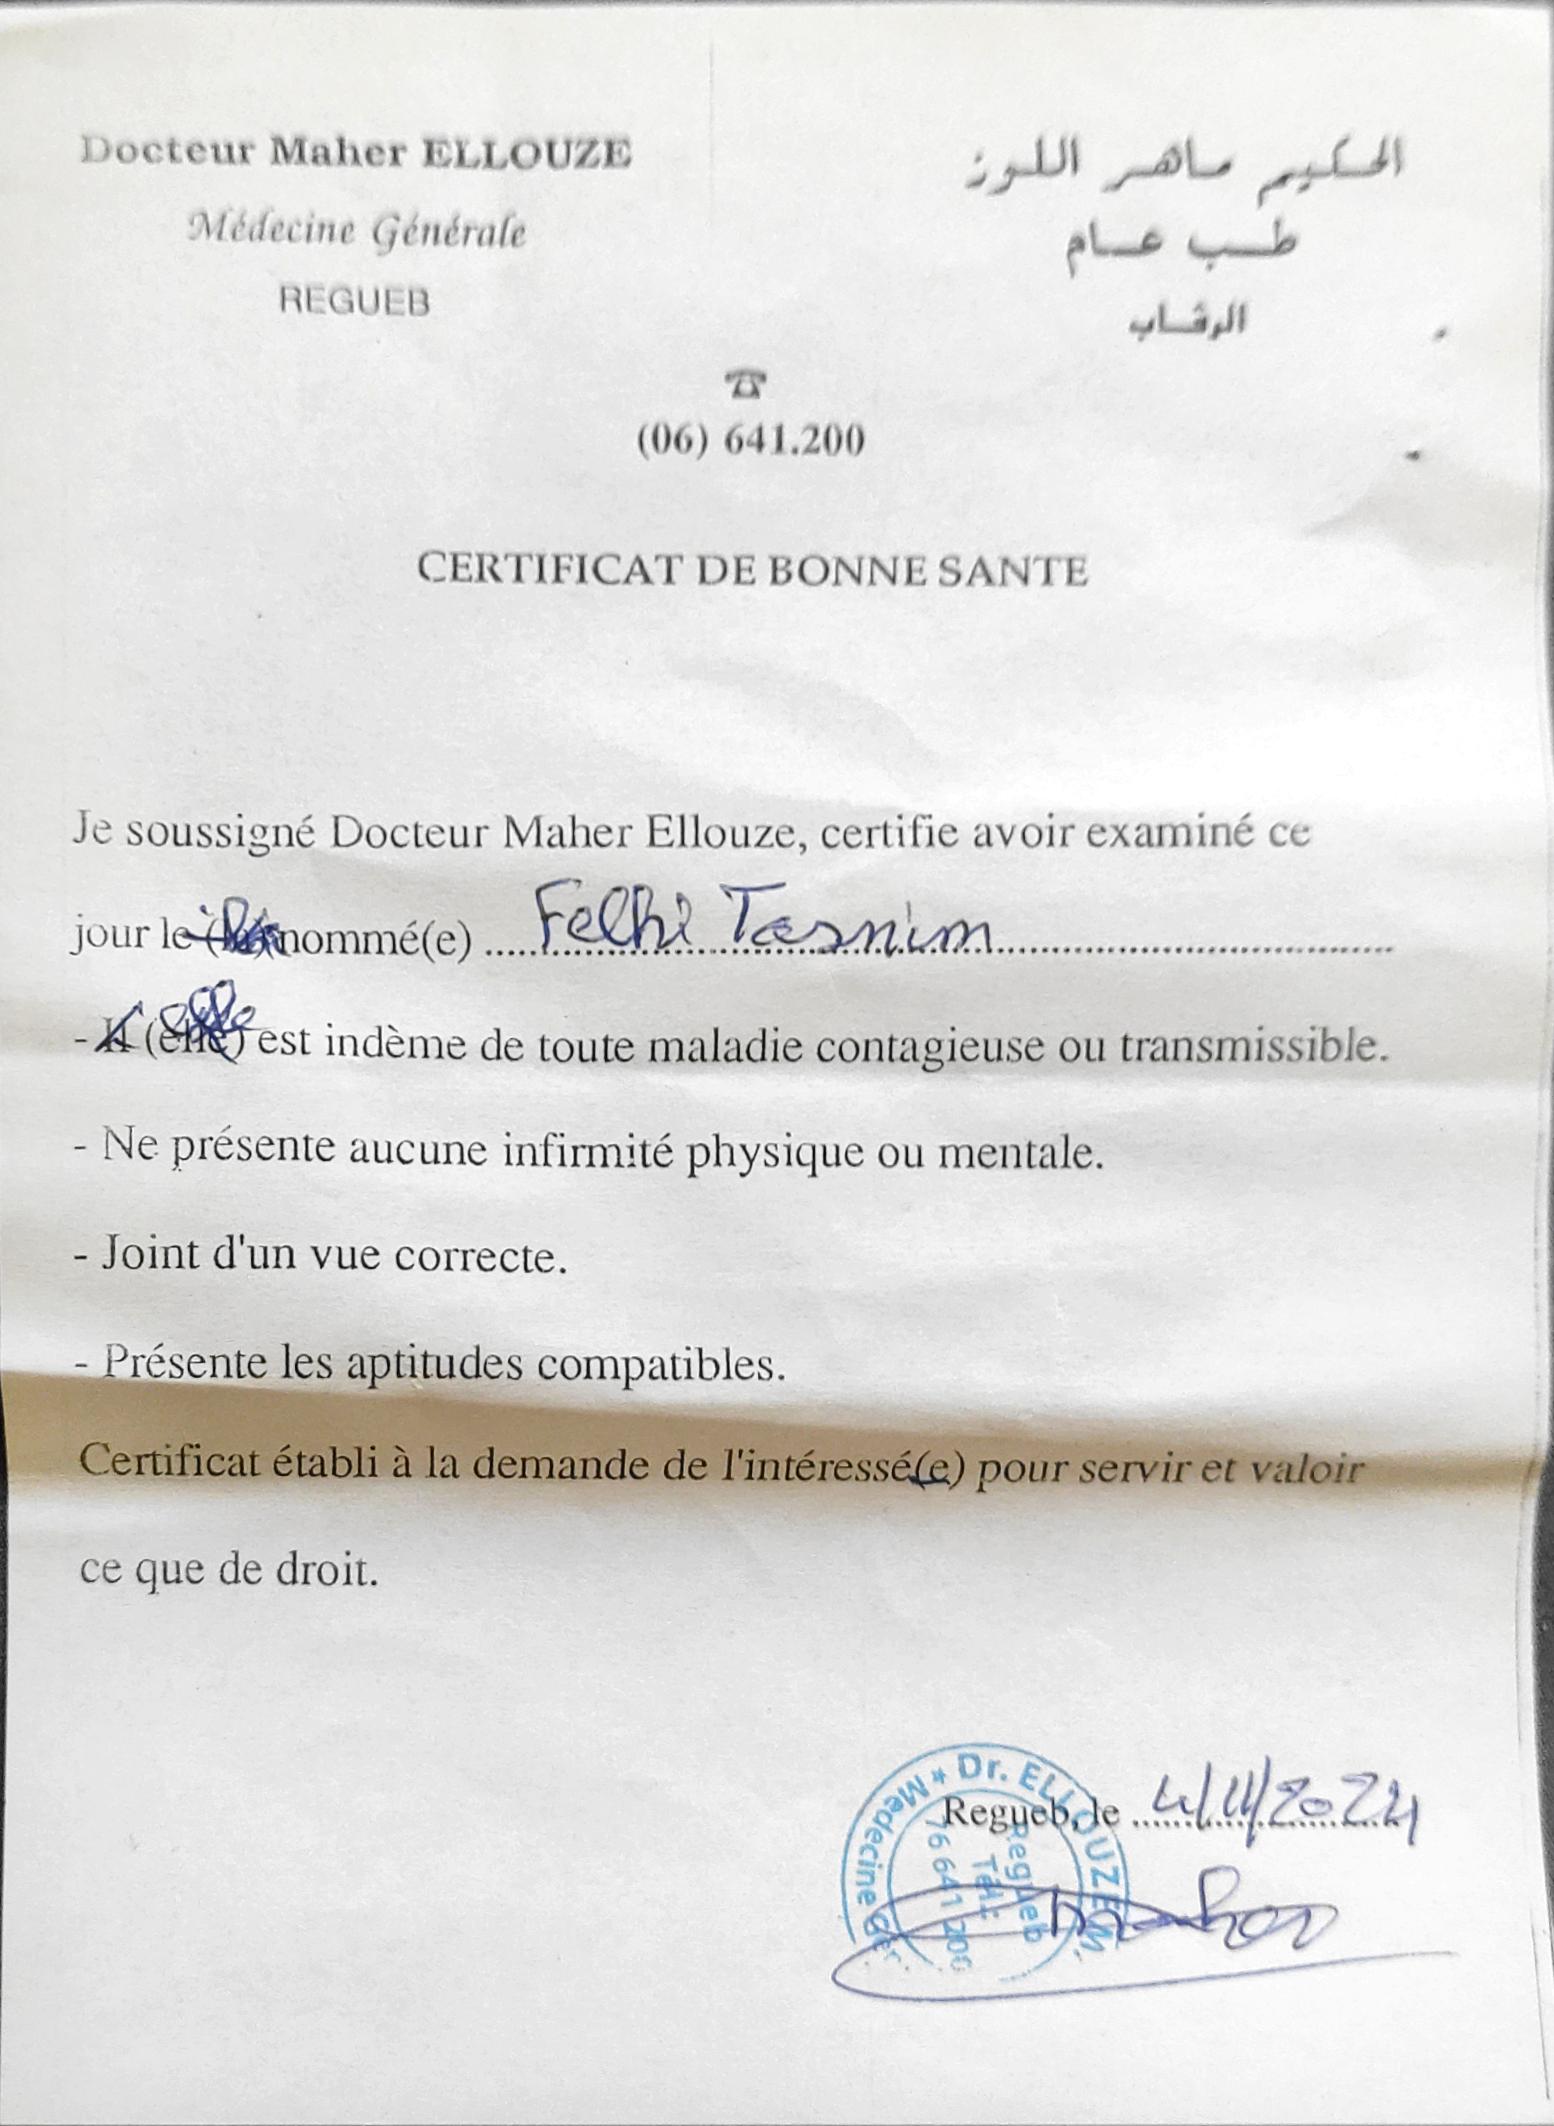 Docteur Maher ELLOUZE
Médecine Générale
REGUEB
الحكيم ماهر اللوز
طب عام
الرقاب
☎
(06) 641.200
CERTIFICAT DE BONNE SANTE
Je soussigné Docteur Maher Ellouze, certifie avoir examiné ce
jour le (la) nommé(e) Felhi Tasnim
- Il (elle) est indème de toute maladie contagieuse ou transmissible.
- Ne présente aucune infirmité physique ou mentale.
- Joint d'un vue correcte.
- Présente les aptitudes compatibles.
Certificat établi à la demande de l'intéressé(e) pour servir et valoir
ce que de droit.
Regueb, le 4/11/2024
Dr. ELLOUZE M.
Medecine Gér.
Regueb
Tél:
76 641 200